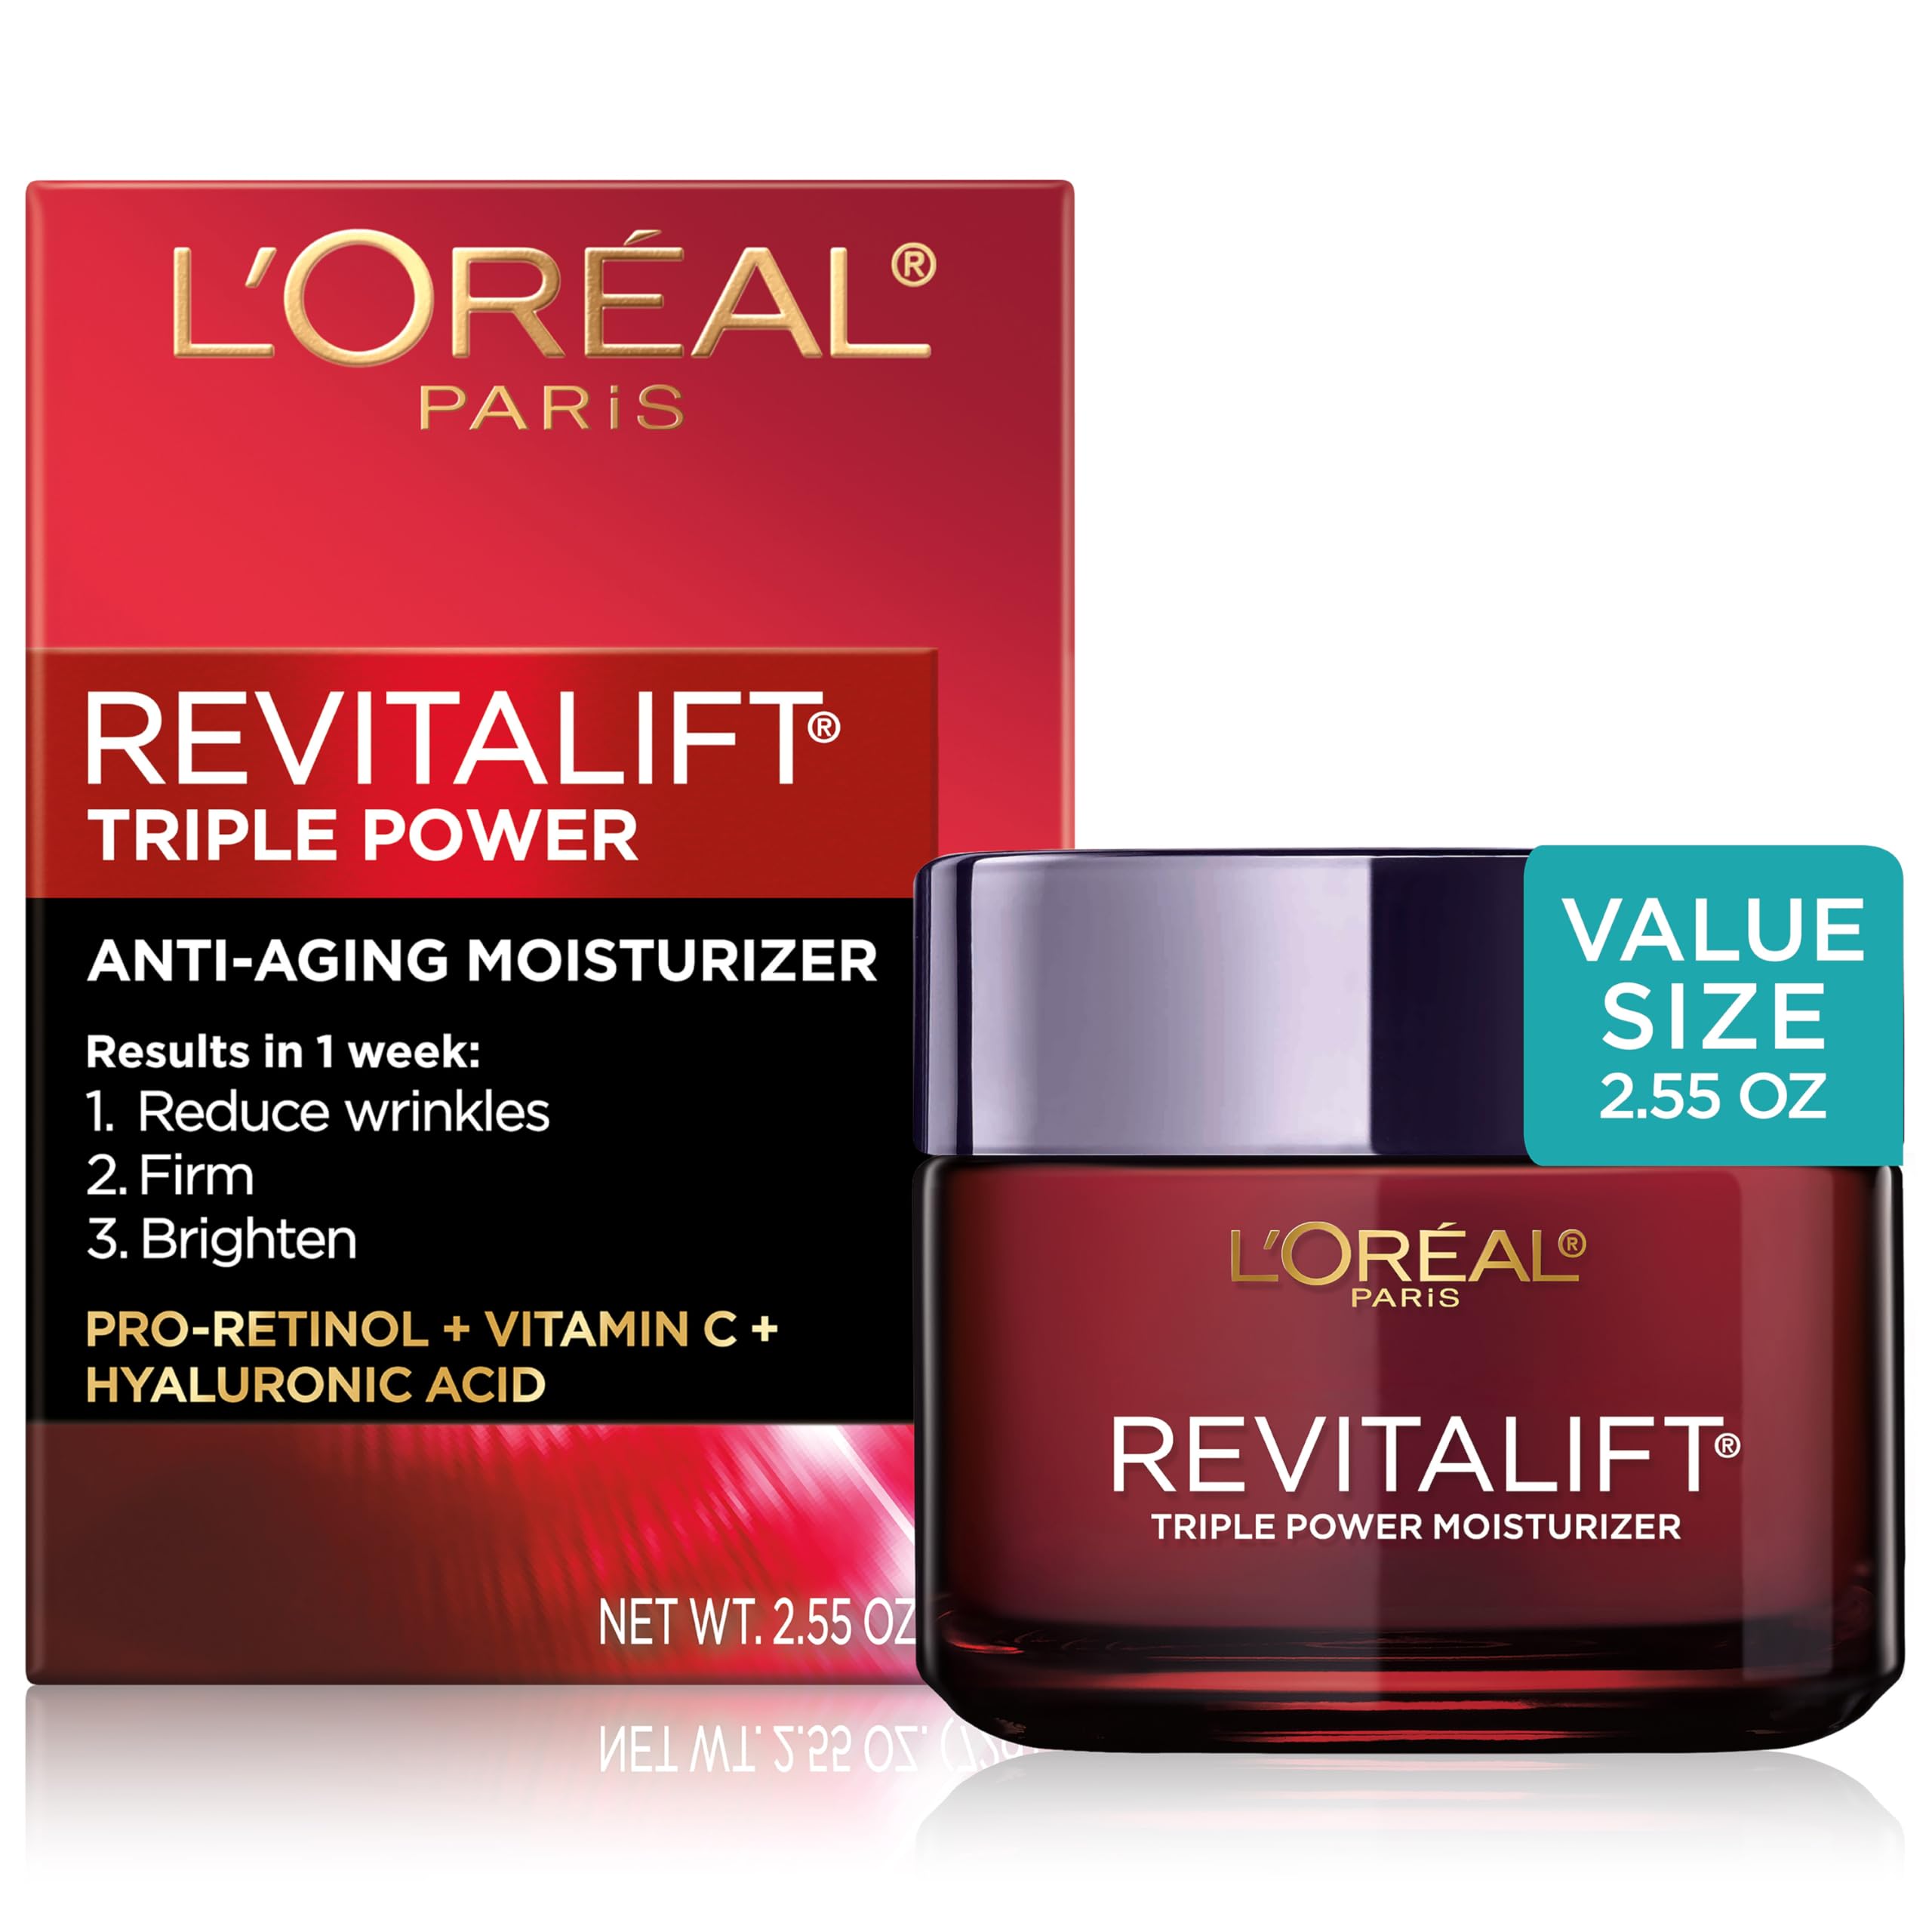 L'ORÉAL®
PARiS
REVITALIFT®
TRIPLE POWER
ANTI-AGING MOISTURIZER
Results in 1 week:
1. Reduce wrinkles
2. Firm
3. Brighten
PRO-RETINOL + VITAMIN C +
HYALURONIC ACID
NET WT. 2.55 OZ
VALUE
SIZE
2.55 OZ
L'ORÉAL®
PARiS
REVITALIFT®
TRIPLE POWER MOISTURIZER